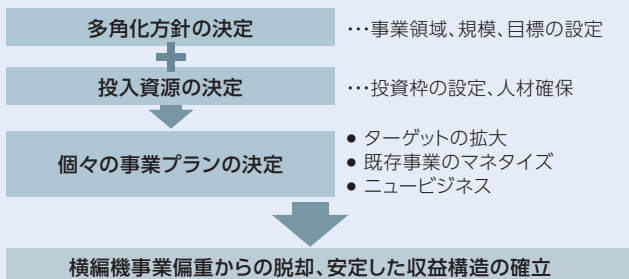 多角化方針の決定 ･･･事業領域、規模、目標の設定
投入資源の決定 ･･･投資枠の設定、人材確保
個々の事業プランの決定
● ターゲットの拡大
● 既存事業のマネタイズ
● ニュービジネス
横編機事業偏重からの脱却、安定した収益構造の確立